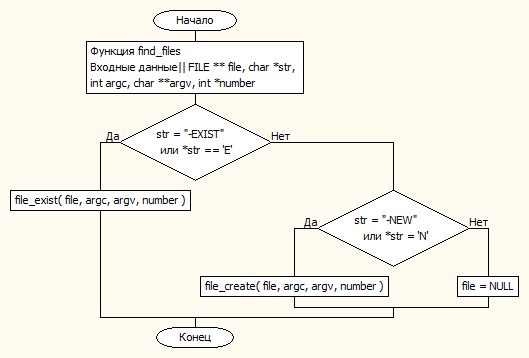 Начало
Функция find_files
Входные данные|| FILE ** file, char *str,
int argc, char **argv, int *number
Да
str = "-EXIST"
или *str == 'E'
Нет
file_exist( file, argc, argv, number )
Да
str = "-NEW"
или *str = 'N'
Нет
file_create( file, argc, argv, number )
file = NULL
Конец